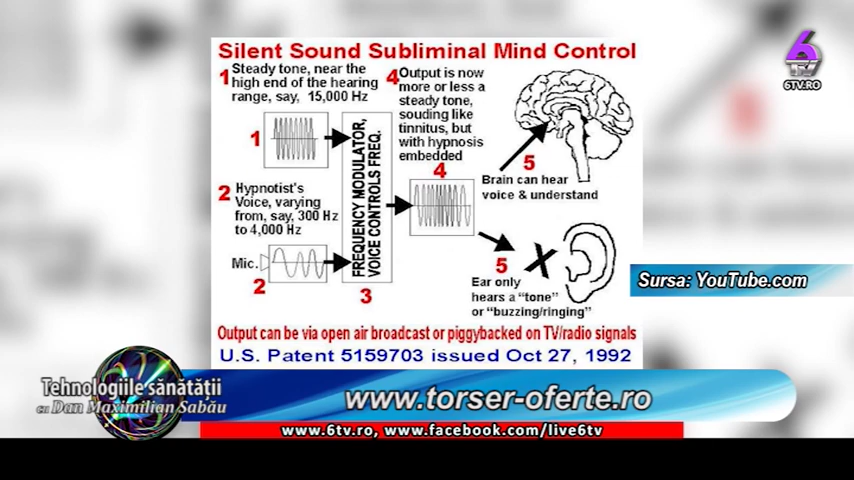 Silent Sound Subliminal Mind Control
1 Steady tone, near the
high end of the hearing
range, say, 15,000 Hz
1
2 Hypnotist's
Voice, varying
from, say, 300 Hz
to 4,000 Hz
Mic.
2
FREQUENCY MODULATOR,
VOICE CONTROLS FREQ.
3
4 Output is now
more or less a
steady tone,
souding like
tinnitus, but
with hypnosis
embedded
4
5
Brain can hear
voice & understand
5
X
Ear only
hears a "tone"
or "buzzing/ringing"
Output can be via open air broadcast or piggybacked on TV/radio signals
U.S. Patent 5159703 issued Oct 27, 1992
6
TV
6TV.RO
Sursa: YouTube.com
Tehnologiile sănătății
cu Dan Maximilian Sabău
www.torser-oferte.ro
www.6tv.ro, www.facebook.com/live6tv